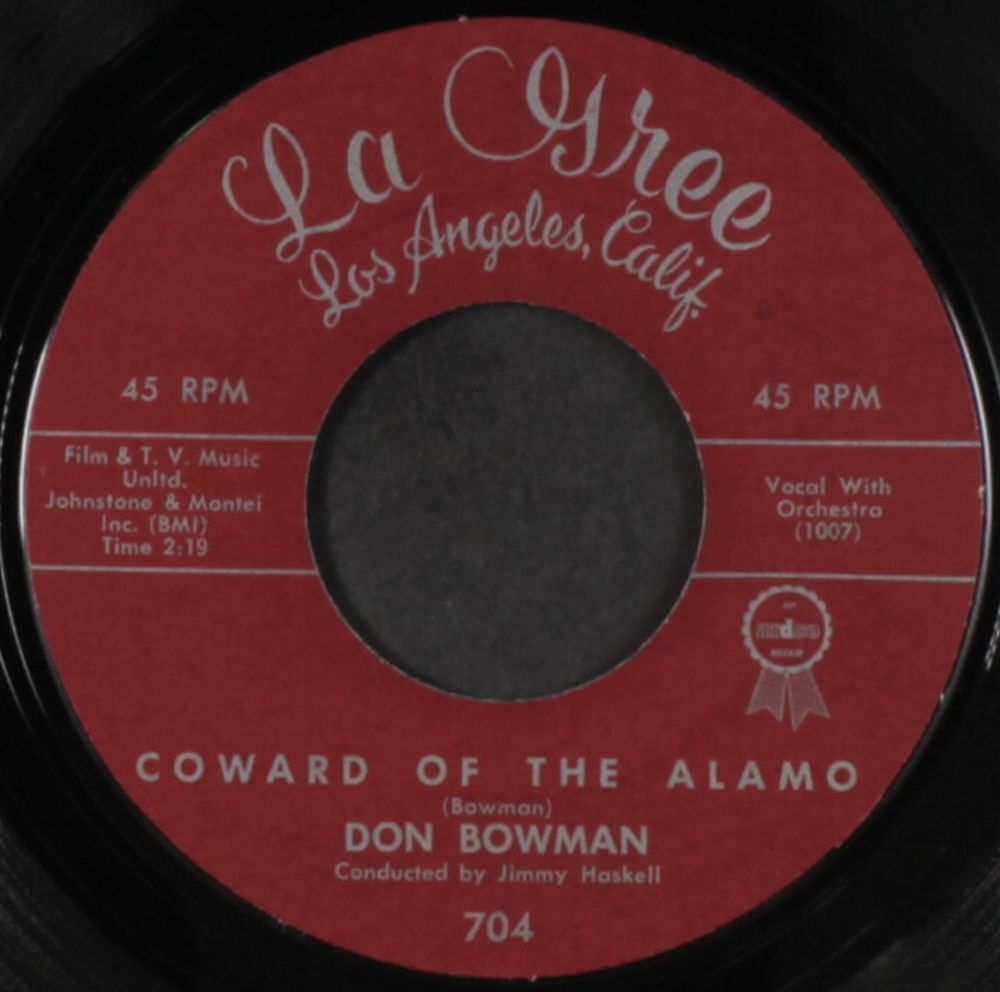 La Gree
Los Angeles, Calif.
45 RPM
45 RPM
Film & T. V. Music
Unltd.
Johnstone & Montei
Inc. (BMI)
Time 2:19
Vocal With
Orchestra
(1007)
COWARD OF THE ALAMO
(Bowman)
DON BOWMAN
Conducted by Jimmy Haskell
704